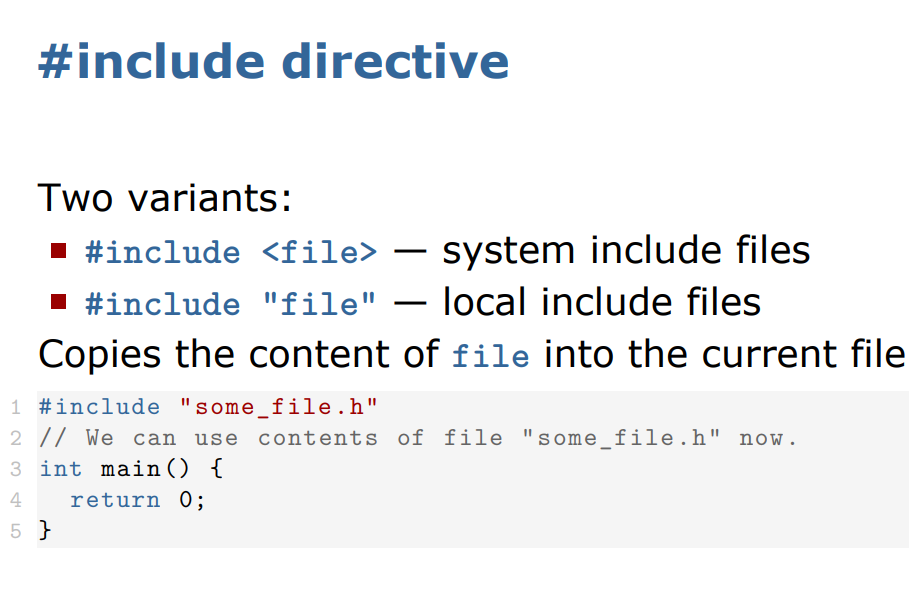 #include directive
Two variants:
#include <file> — system include files
#include "file" — local include files
Copies the content of file into the current file
1 #include "some_file.h"
2 // We can use contents of file "some_file.h" now.
3 int main() {
4   return 0;
5 }